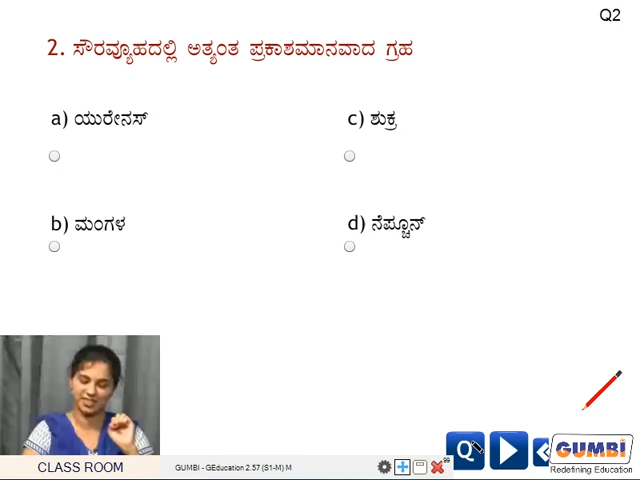 Q2
2. ಸೌರವ್ಯೂಹದಲ್ಲಿ ಅತ್ಯಂತ ಪ್ರಕಾಶಮಾನವಾದ ಗ್ರಹ
a) ಯುರೇನಸ್
c) ಶುಕ್ರ
b) ಮಂಗಳ
d) ನೆಪ್ಚೂನ್
Q
GUMBi
Redefining Education
CLASS ROOM
GUMBI - GEducation 2.57 (S1-M) M
99